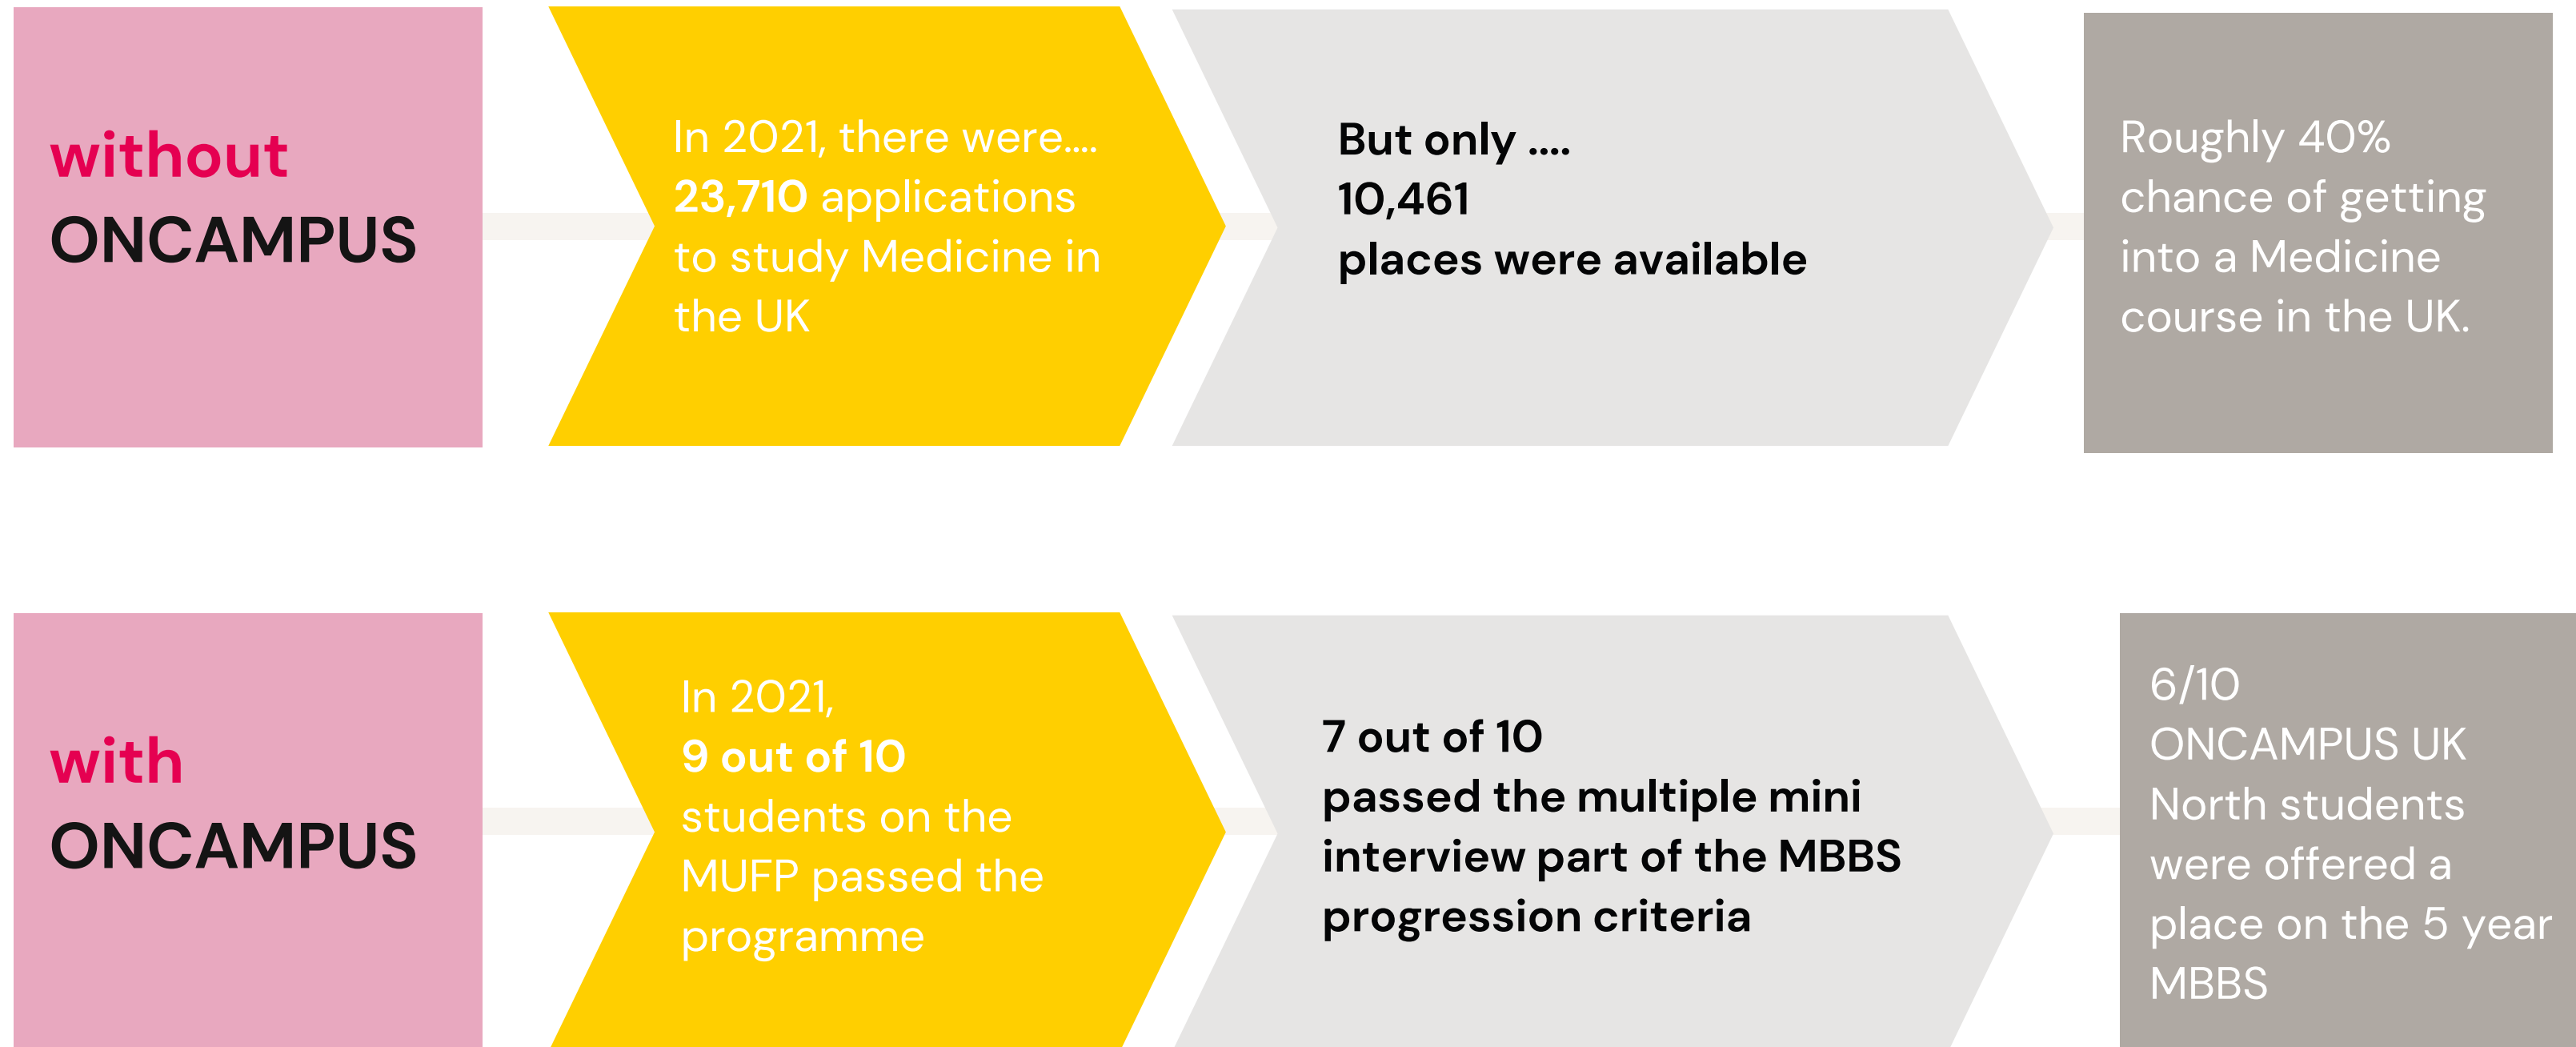 without
ONCAMPUS
In 2021, there were....
23,710 applications
to study Medicine in
the UK
But only ....
10,461
places were available
Roughly 40%
chance of getting
into a Medicine
course in the UK.
with
ONCAMPUS
In 2021,
9 out of 10
students on the
MUFP passed the
programme
7 out of 10
passed the multiple mini
interview part of the MBBS
progression criteria
6/10
ONCAMPUS UK
North students
were offered a
place on the 5 year
MBBS